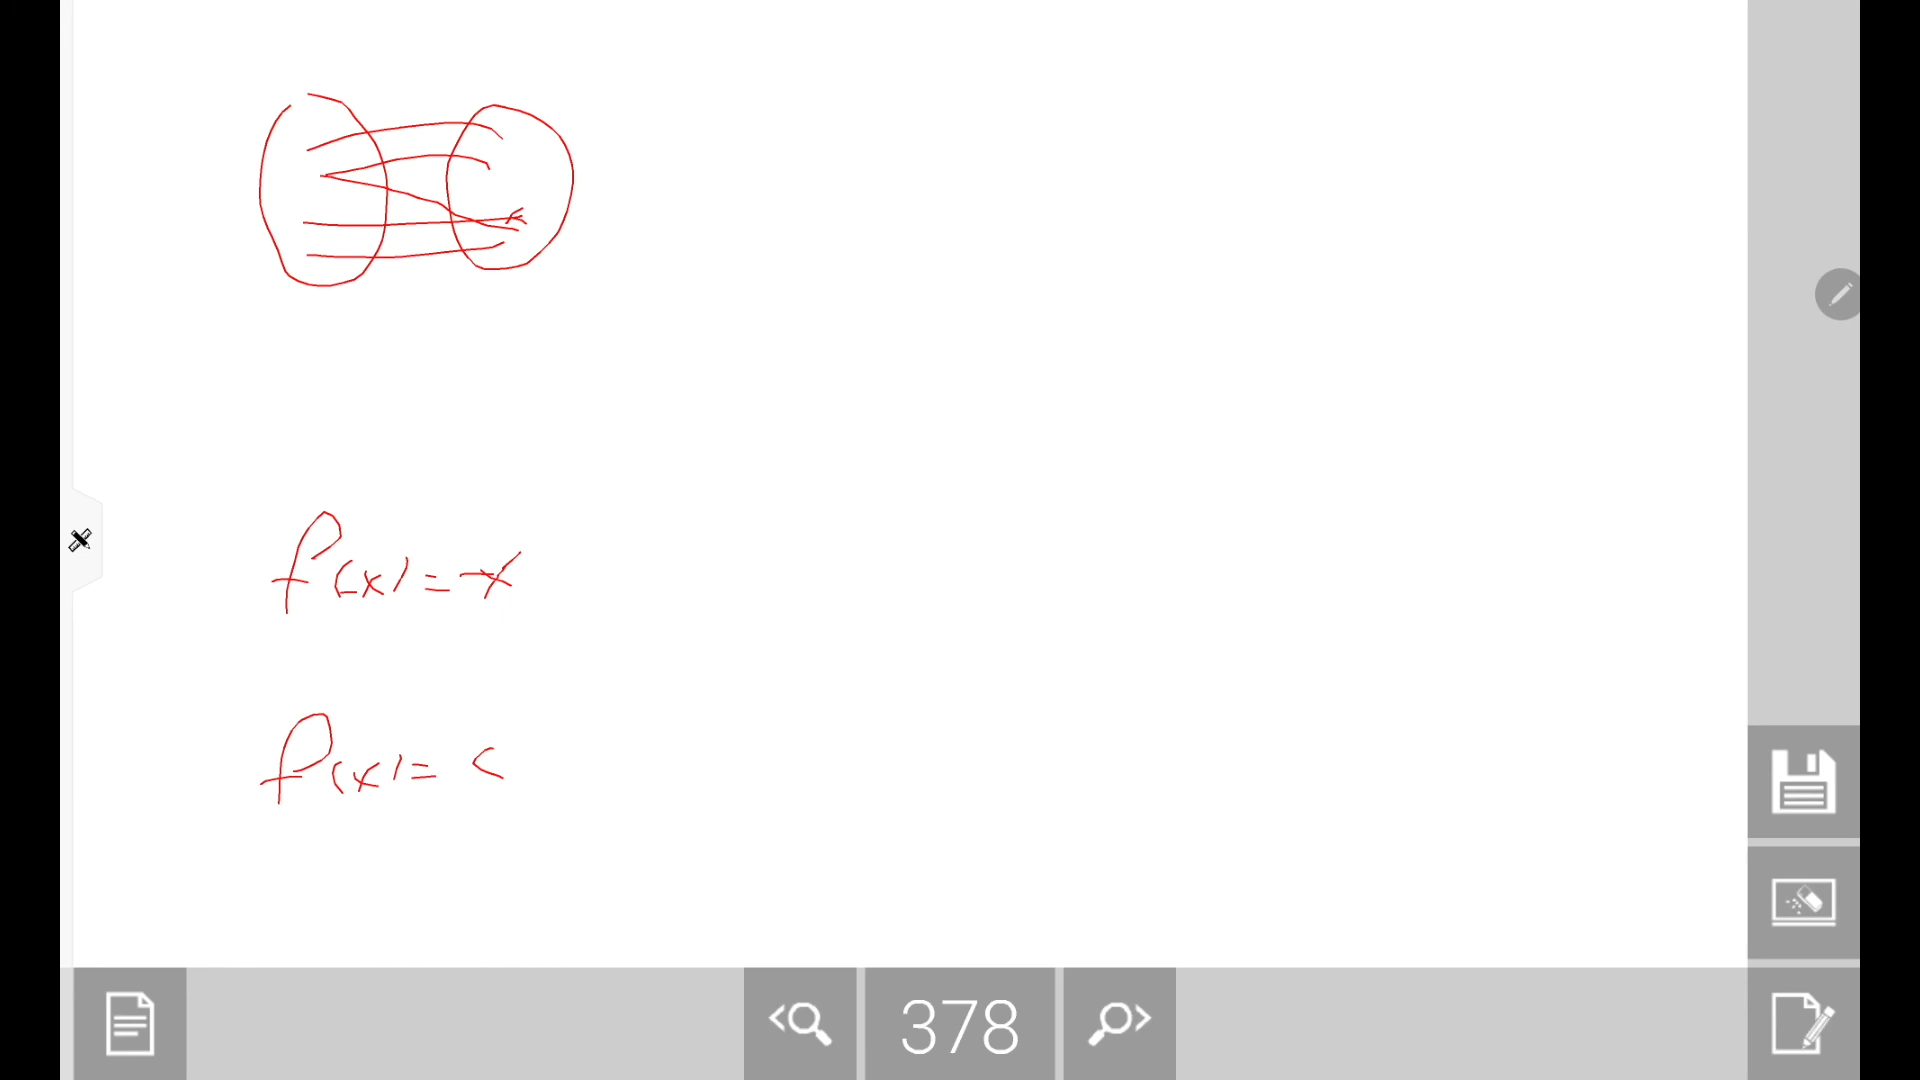 f(x) = x
f(x) = c
378